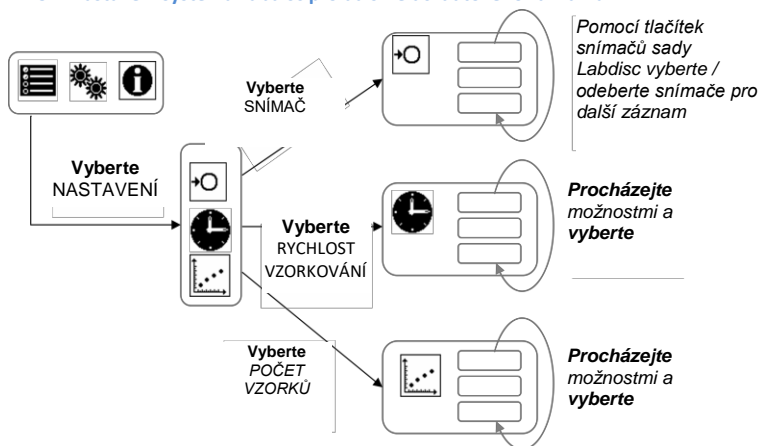 Vyberte
SNÍMAČ
Pomocí tlačítek
snímačů sady
Labdisc vyberte /
odeberte snímače pro
další záznam
Vyberte
NASTAVENÍ
Vyberte
RYCHLOST
VZORKOVÁNÍ
Procházejte
možnostmi a
vyberte
Vyberte
POČET
VZORKŮ
Procházejte
možnostmi a
vyberte